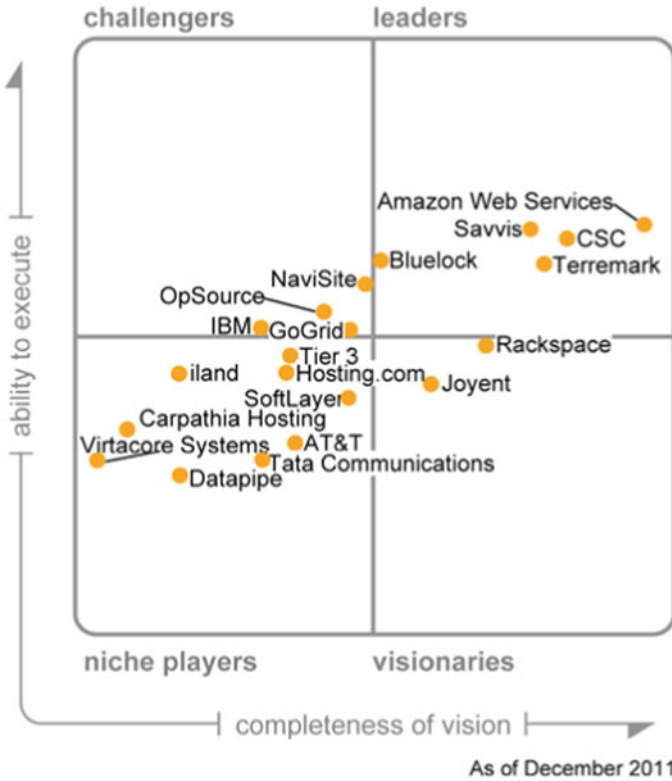 challengers
leaders
Amazon Web Services
Savvis
CSC
Bluelock
Terremark
NaviSite
OpSource
IBM
GoGrid
Rackspace
Tier 3
iland
Hosting.com
Joyent
SoftLayer
Carpathia Hosting
Virtacore Systems
AT&T
Tata Communications
Datapipe
ability to execute
niche players
visionaries
completeness of vision
As of December 2011